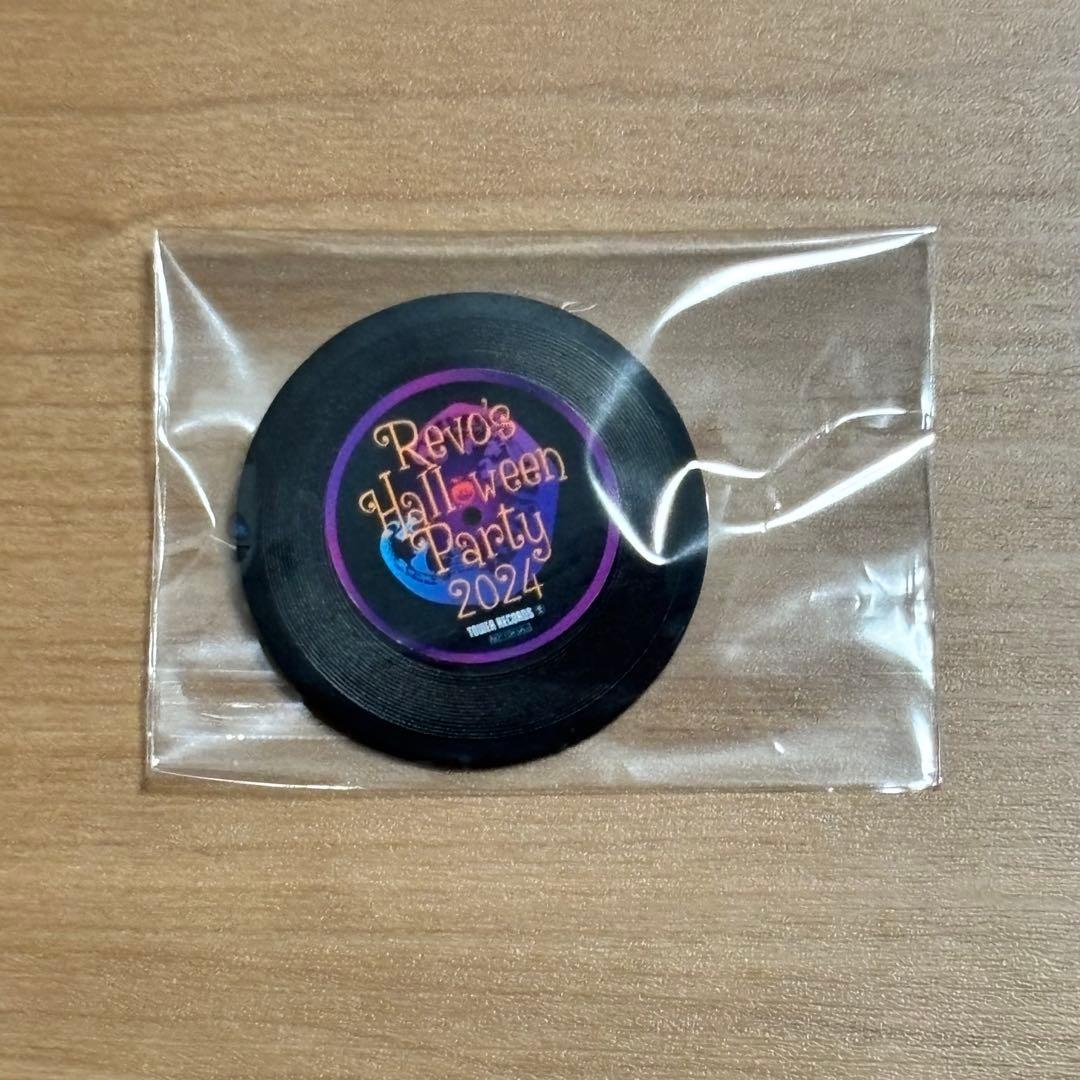 Revo's
Halloween
Party
2024
TOWER RECORDS